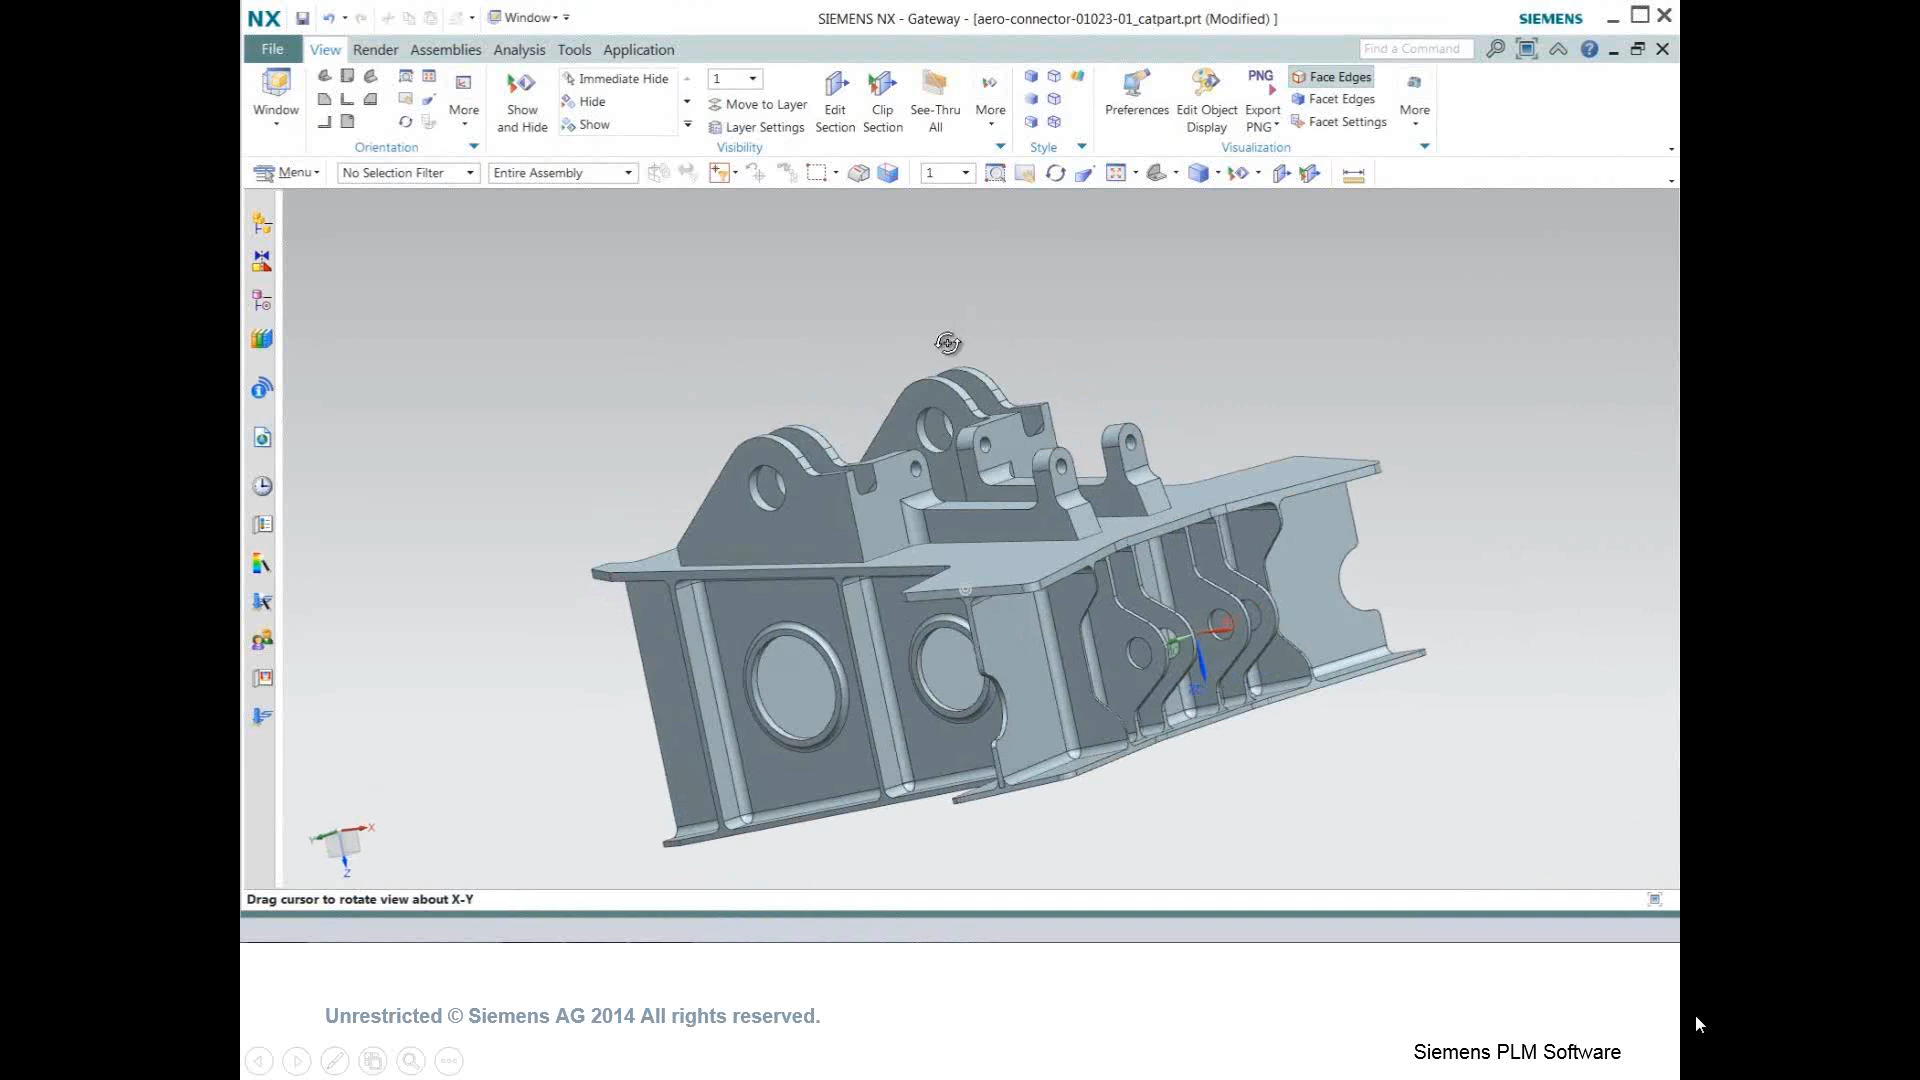 NX Window SIEMENS NX - Gateway - [aero-connector-01023-01_catpart.prt (Modified) ] SIEMENS
File View Render Assemblies Analysis Tools Application Find a Command
Window
More
Orientation
Show and Hide
Immediate Hide
Hide
Show
1
Move to Layer
Layer Settings
Visibility
Edit Section
Clip Section
See-Thru All
More
Style
Preferences
Edit Object Display
PNG
Export PNG
Face Edges
Facet Edges
Facet Settings
More
Visualization
Menu No Selection Filter Entire Assembly 1
X
Y
Z
Drag cursor to rotate view about X-Y
Unrestricted © Siemens AG 2014 All rights reserved.
Siemens PLM Software